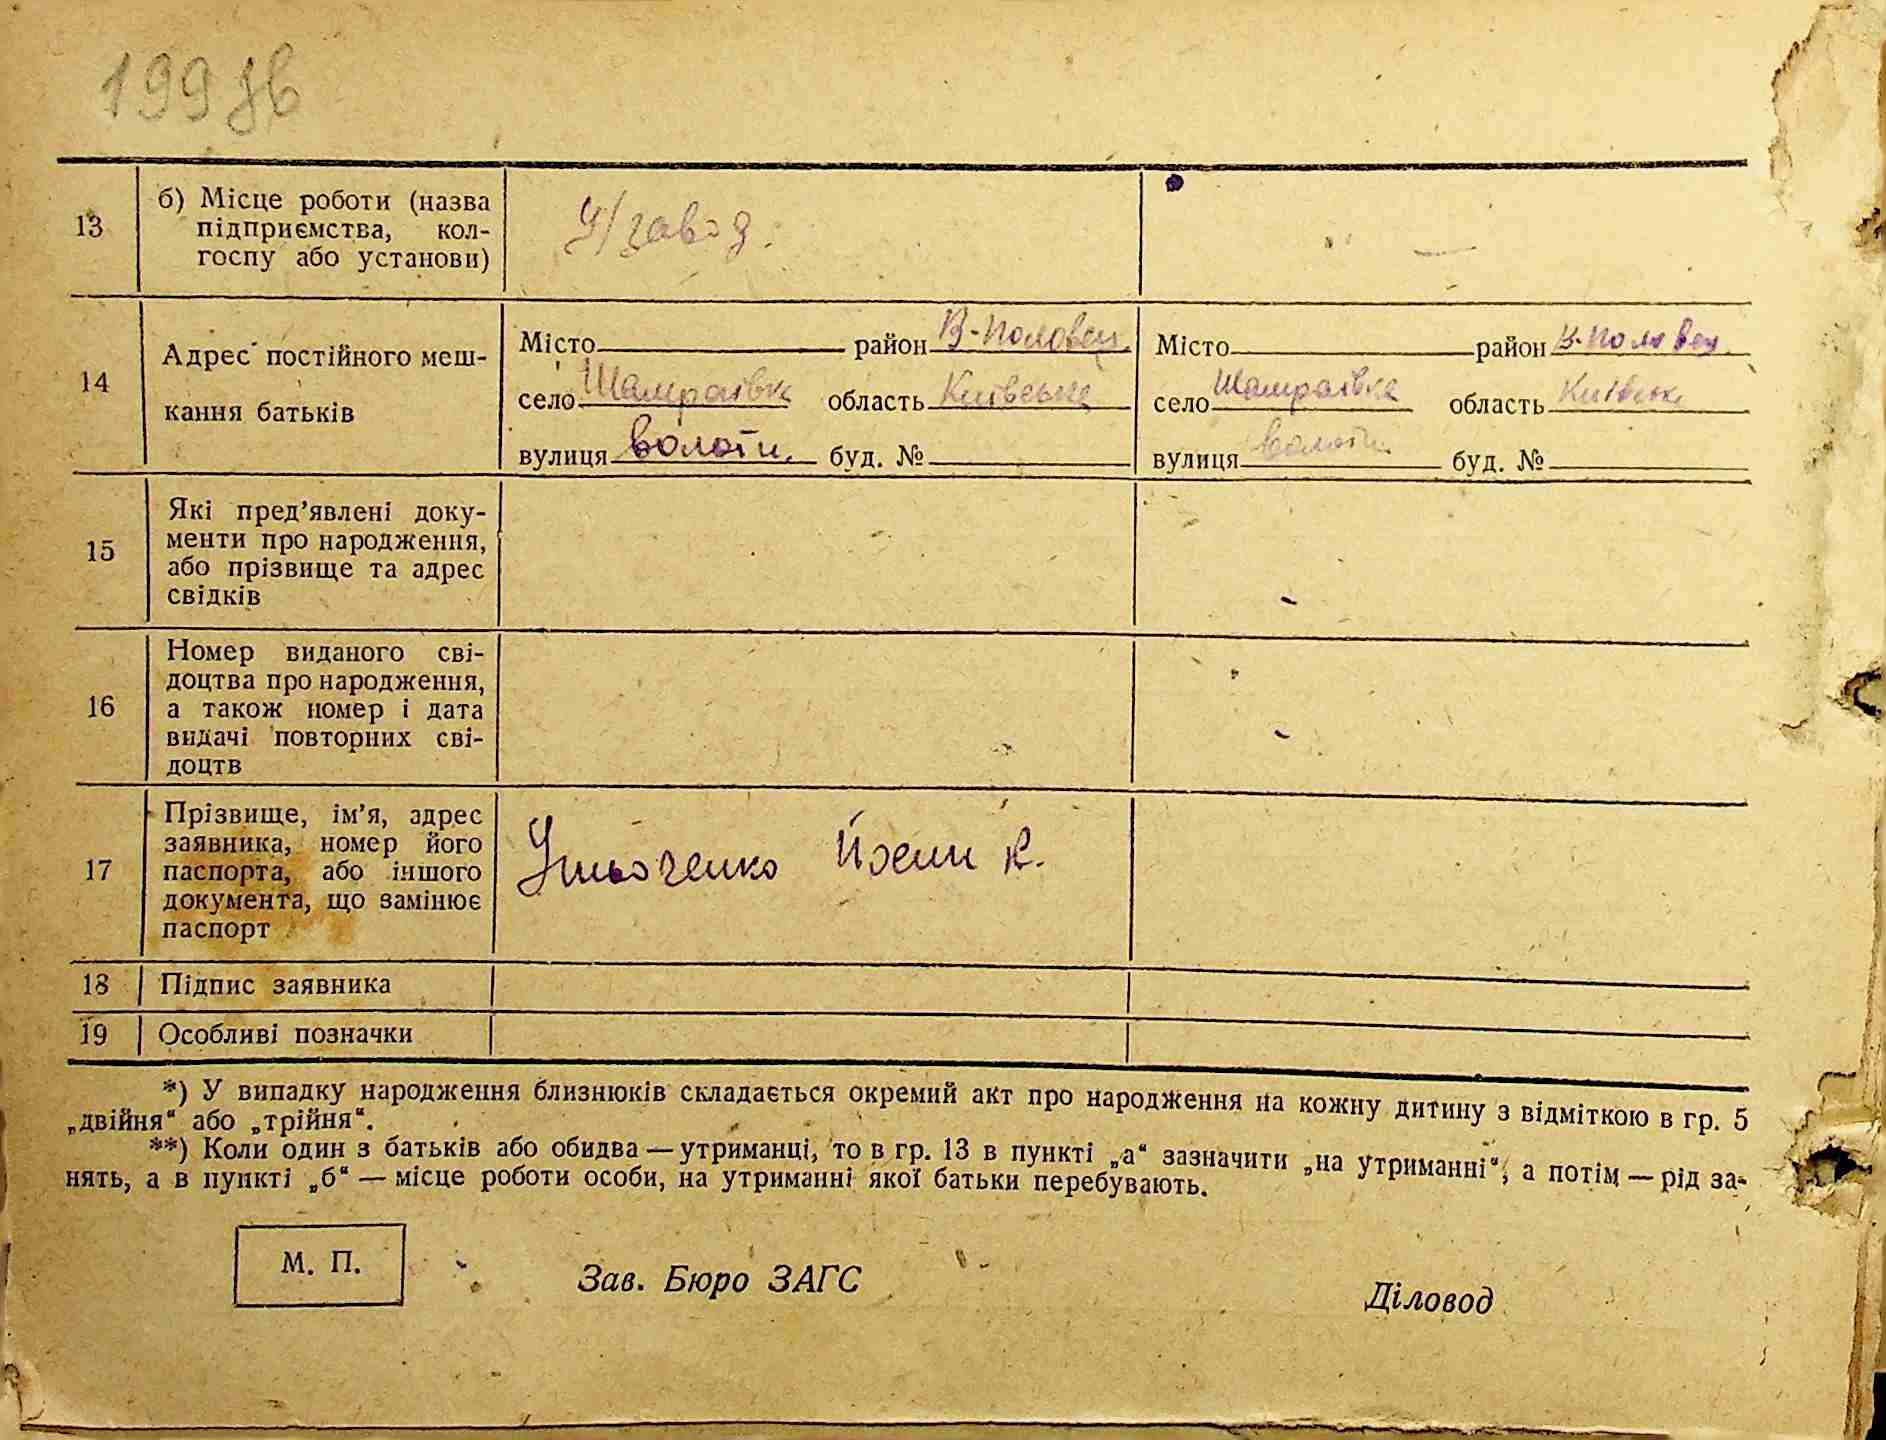 199 зв
13
б) Місце роботи (назва
підприємства, кол-
госпу або установи)
Ц/завод.
—
14
Адрес постійного меш-
кання батьків
Місто район В-Половец.
село Шамраївка область Київська
вулиця буд. №
Місто район В-Половец.
село Шамраївка область Київськ.
вулиця буд. №
15
Які пред'явлені доку-
менти про народження,
або прізвище та адрес
свідків
16
Номер виданого сві-
доцтва про народження,
а також номер і дата
видачі повторних сві-
доцтв
17
Прізвище, ім'я, адрес
заявника, номер його
паспорта, або іншого
документа, що замінює
паспорт
Йосип К.
18 Підпис заявника
19 Особливі позначки
*) У випадку народження близнюків складається окремий акт про народження на кожну дитину з відміткою в гр. 5
„двійня“ або „трійня“.
**) Коли один з батьків або обидва — утриманці, то в гр. 13 в пункті „а“ зазначити „на утриманні“, а потім — рід за-
нять, а в пункті „б“ — місце роботи особи, на утриманні якої батьки перебувають.
М. П.
Зав. Бюро ЗАГС
Діловод